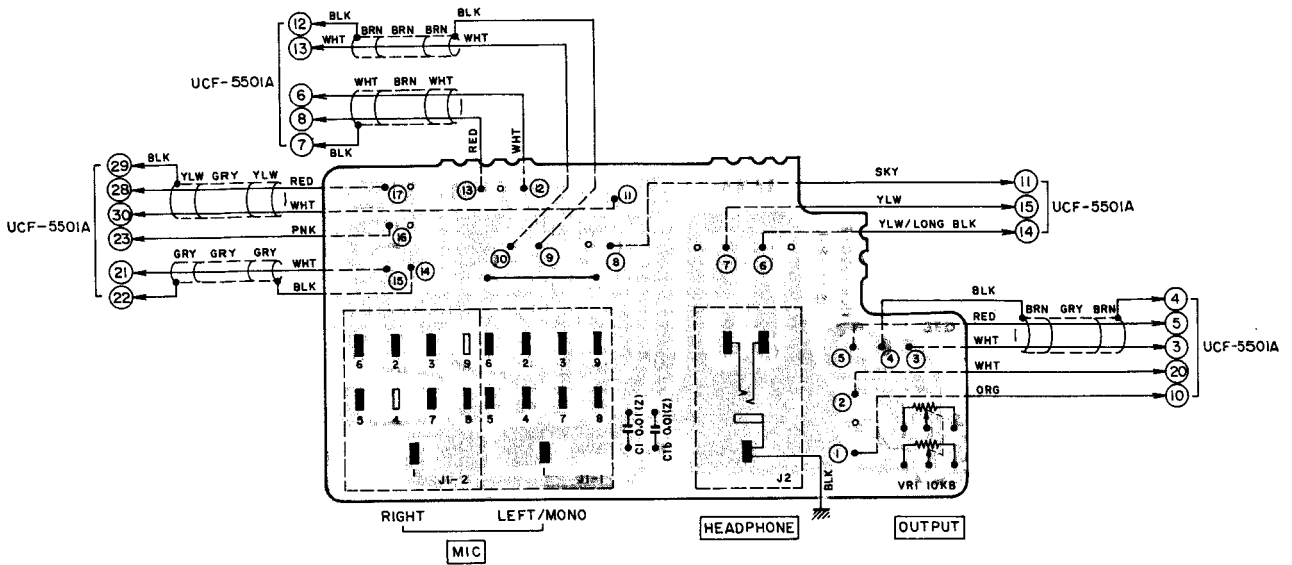 12 BLK BLK
BRN BRN BRN
13 WHT WHT
UCF-5501A
WHT BRN WHT
6
8
7 BLK
RED WHT
29 BLK
YLW GRY YLW
28 RED 17 13 12
SKY 11
30 WHT 11
YLW 15
UCF-5501A
UCF-5501A
23 PNK 16
YLW/LONG BLK 14
GRY GRY GRY
10 9 8 7 6
21 WHT 15 14
22 BLK
BLK 4
BRN GRY BRN
RED 5
WHT 3
UCF-5501A
5 4 3
6 2 3 9 6 2 3 9
WHT 20
2
ORG 10
5 4 7 8 5 4 7 8
C1 0.01(Z)
1
J1-2 J1-1
J2
BLK
VR1 10KB
RIGHT LEFT/MONO
HEADPHONE
OUTPUT
MIC